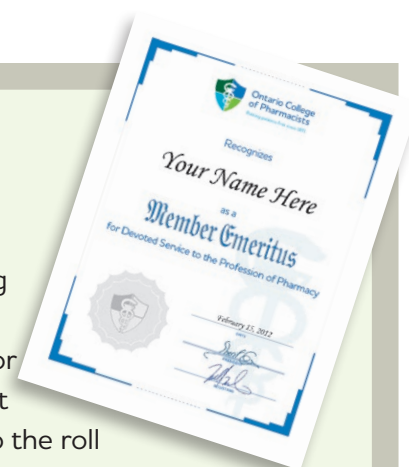 Ontario College
of Pharmacists
Recognizes
Your Name Here
as a
Member Emeritus
for Devoted Service to the Profession of Pharmacy
February 15, 2012
g
or
t
o the roll